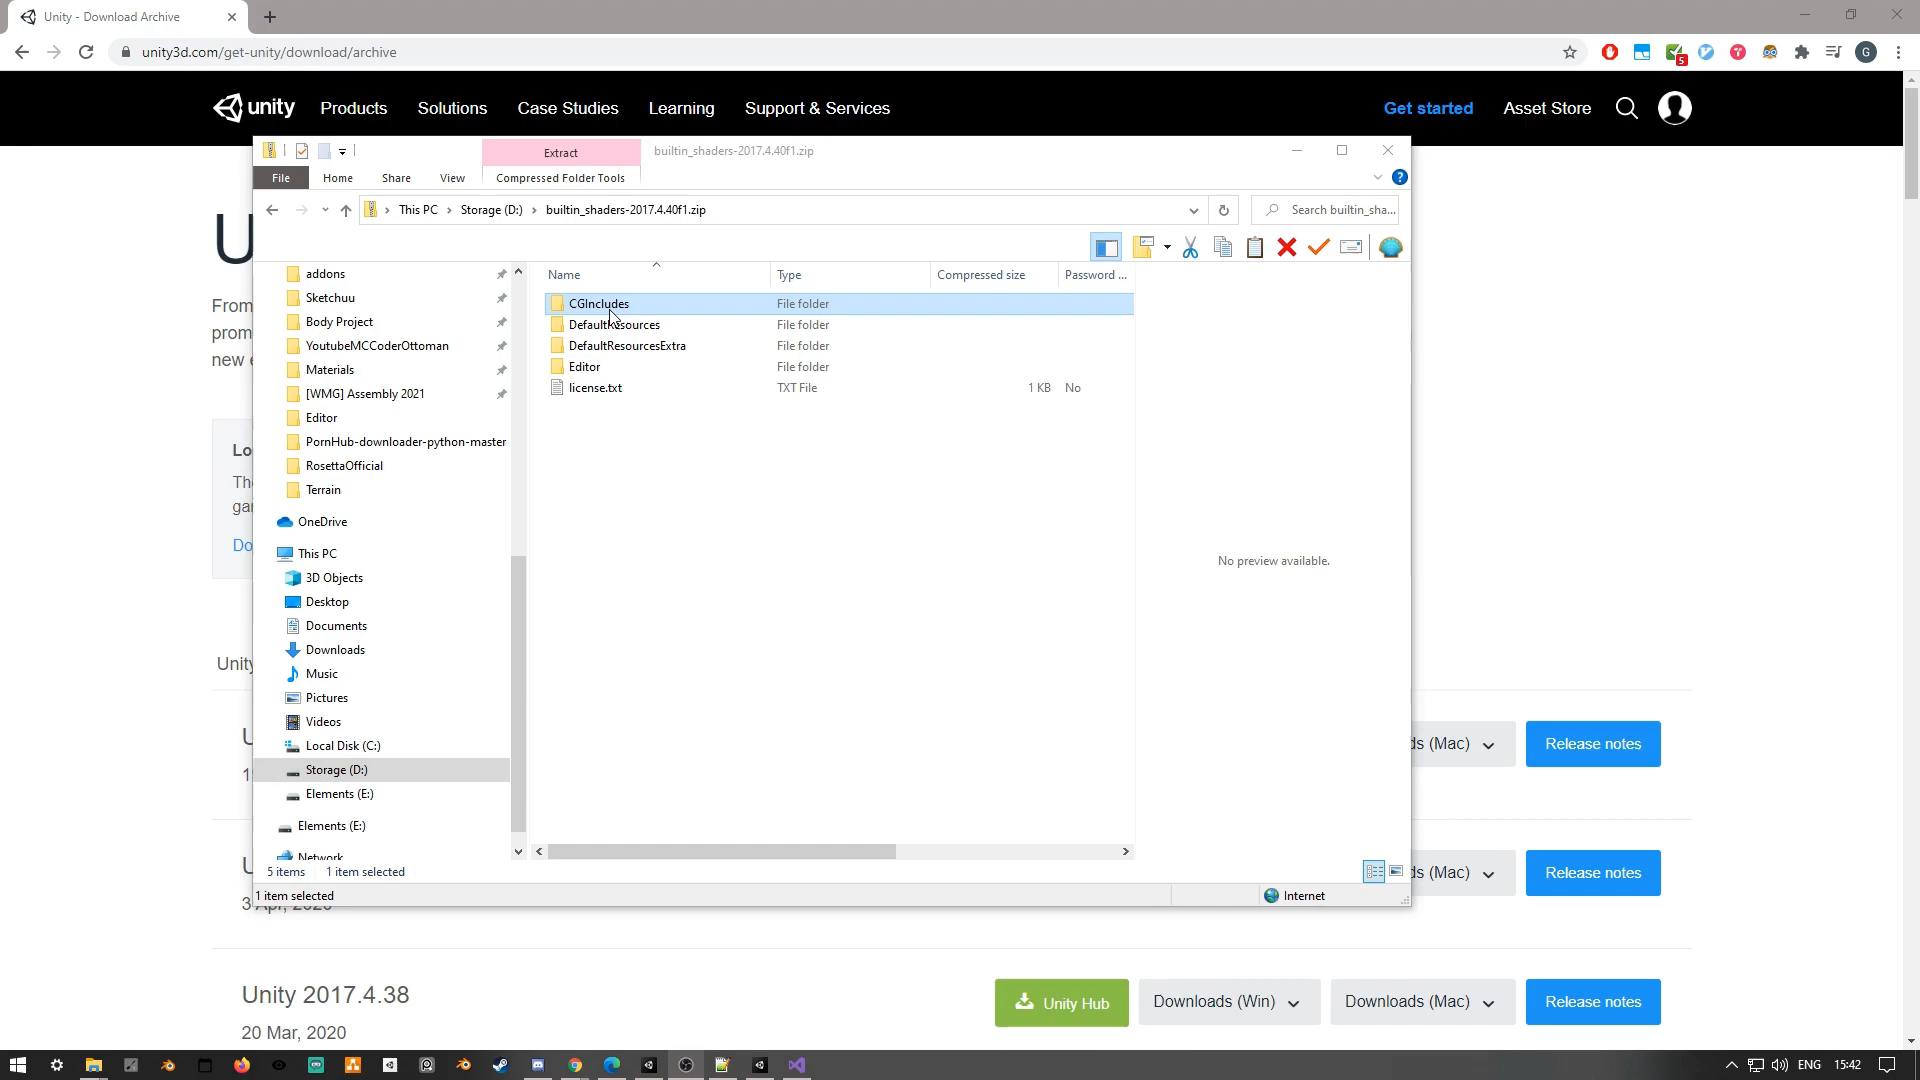 Unity - Download Archive
unity3d.com/get-unity/download/archive
5
G
unity Products Solutions Case Studies Learning Support & Services Get started Asset Store
Extract builtin_shaders-2017.4.40f1.zip
File Home Share View Compressed Folder Tools
This PC Storage (D:) builtin_shaders-2017.4.40f1.zip Search builtin_sha...
U
From
prom
new e
Lo
The
gar
Do
Unity
addons
Sketchuu
Body Project
YoutubeMCCoderOttoman
Materials
[WMG] Assembly 2021
Editor
PornHub-downloader-python-master
RosettaOfficial
Terrain
OneDrive
This PC
3D Objects
Desktop
Documents
Downloads
Music
Pictures
Videos
Local Disk (C:)
Storage (D:)
Elements (E:)
Elements (E:)
Network
Name Type Compressed size Password ...
CGIncludes File folder
DefaultResources File folder
DefaultResourcesExtra File folder
Editor File folder
license.txt TXT File 1 KB No
No preview available.
5 items 1 item selected
1 item selected Internet
ds (Mac) Release notes
ds (Mac) Release notes
Unity 2017.4.38
20 Mar, 2020
Unity Hub Downloads (Win) Downloads (Mac) Release notes
ENG 15:42